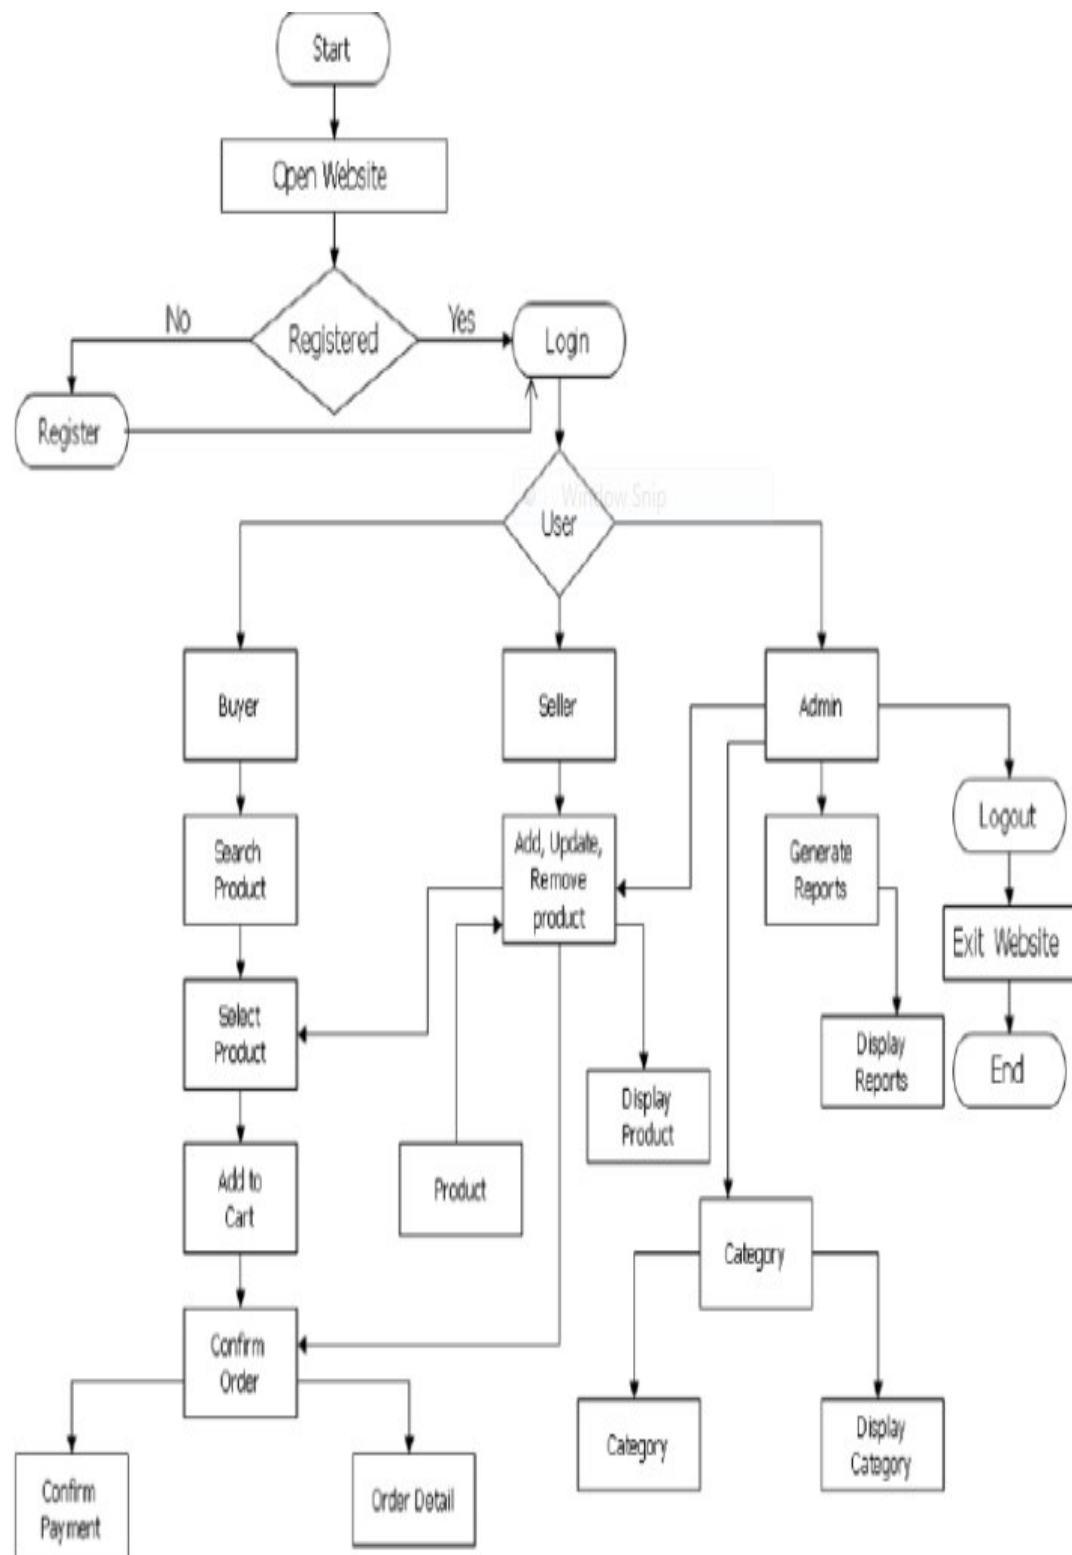 Start
Open Website
No
Registered
Yes
Login
Register
Window Snip
User
Buyer
Seller
Admin
Search
Product
Add, Update,
Remove
product
Generate
Reports
Logout
Exit Website
Select
Product
Display
Reports
End
Display
Product
Add to
Cart
Product
Category
Confirm
Order
Category
Display
Category
Confirm
Payment
Order Detail